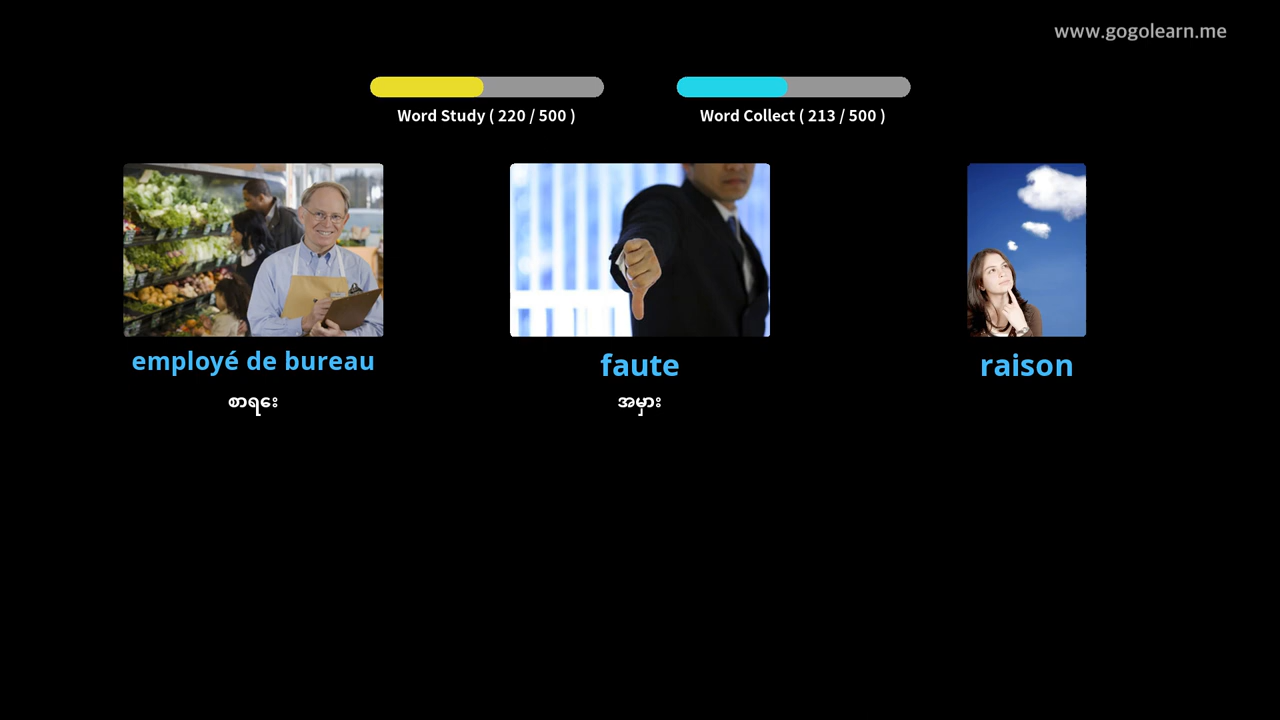 www.gogolearn.me
Word Study ( 220 / 500 )
Word Collect ( 213 / 500 )
employé de bureau
faute
raison
စာရေး
အမှား